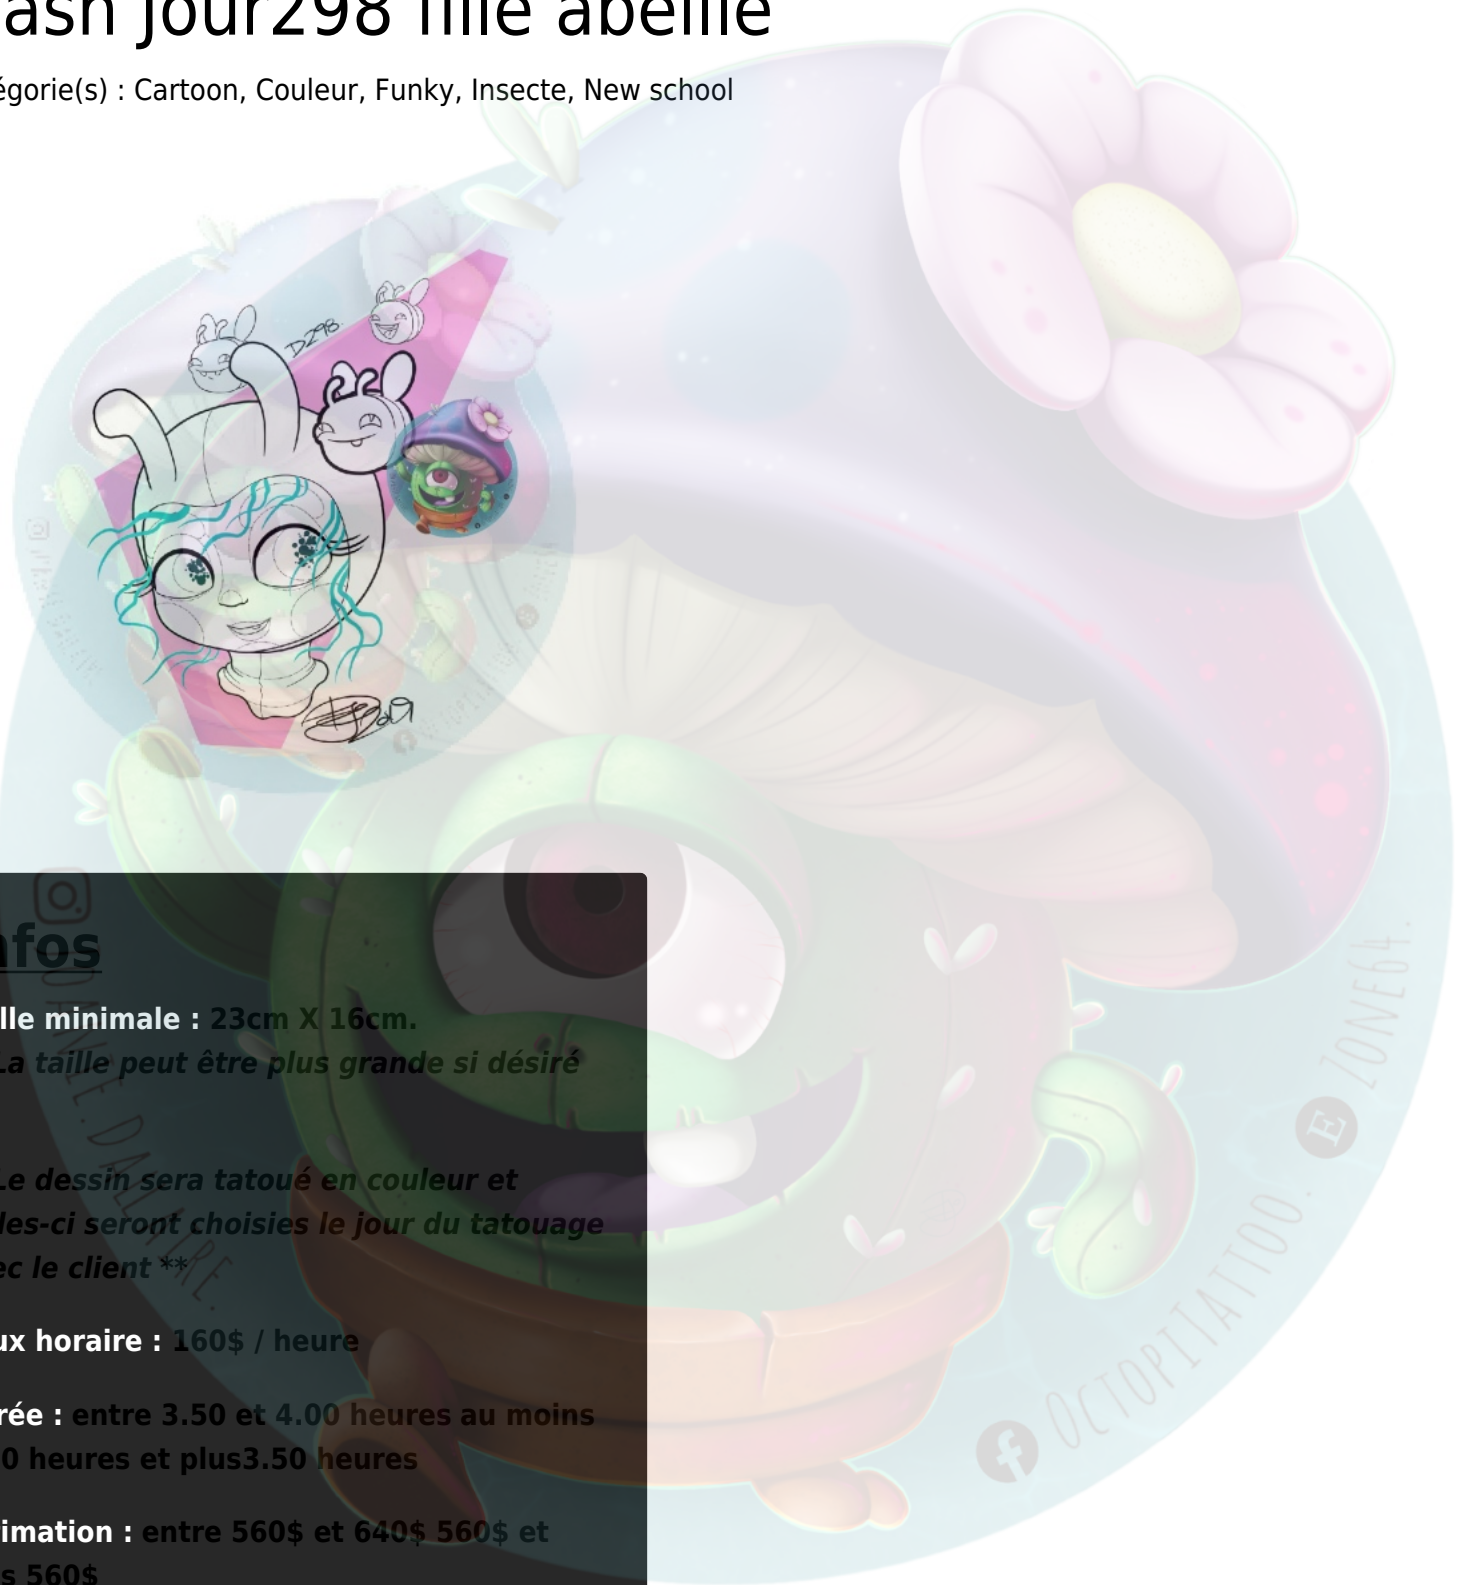 ash jour298 fille abeille
égorie(s) : Cartoon, Couleur, Funky, Insecte, New school
D298.
nfos
lle minimale : 23cm X 16cm.
La taille peut être plus grande si désiré
Le dessin sera tatoué en couleur et
les-ci seront choisies le jour du tatouage
ec le client **
ux horaire : 160$ / heure
rée : entre 3.50 et 4.00 heures au moins
0 heures et plus3.50 heures
imation : entre 560$ et 640$ 560$ et
s 560$
DALLAIRE.
OCTOPITATTOO.
E ZONE64.